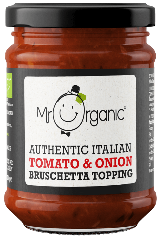 Mr Organic®
AUTHENTIC ITALIAN
TOMATO & ONION
BRUSCHETTA TOPPING